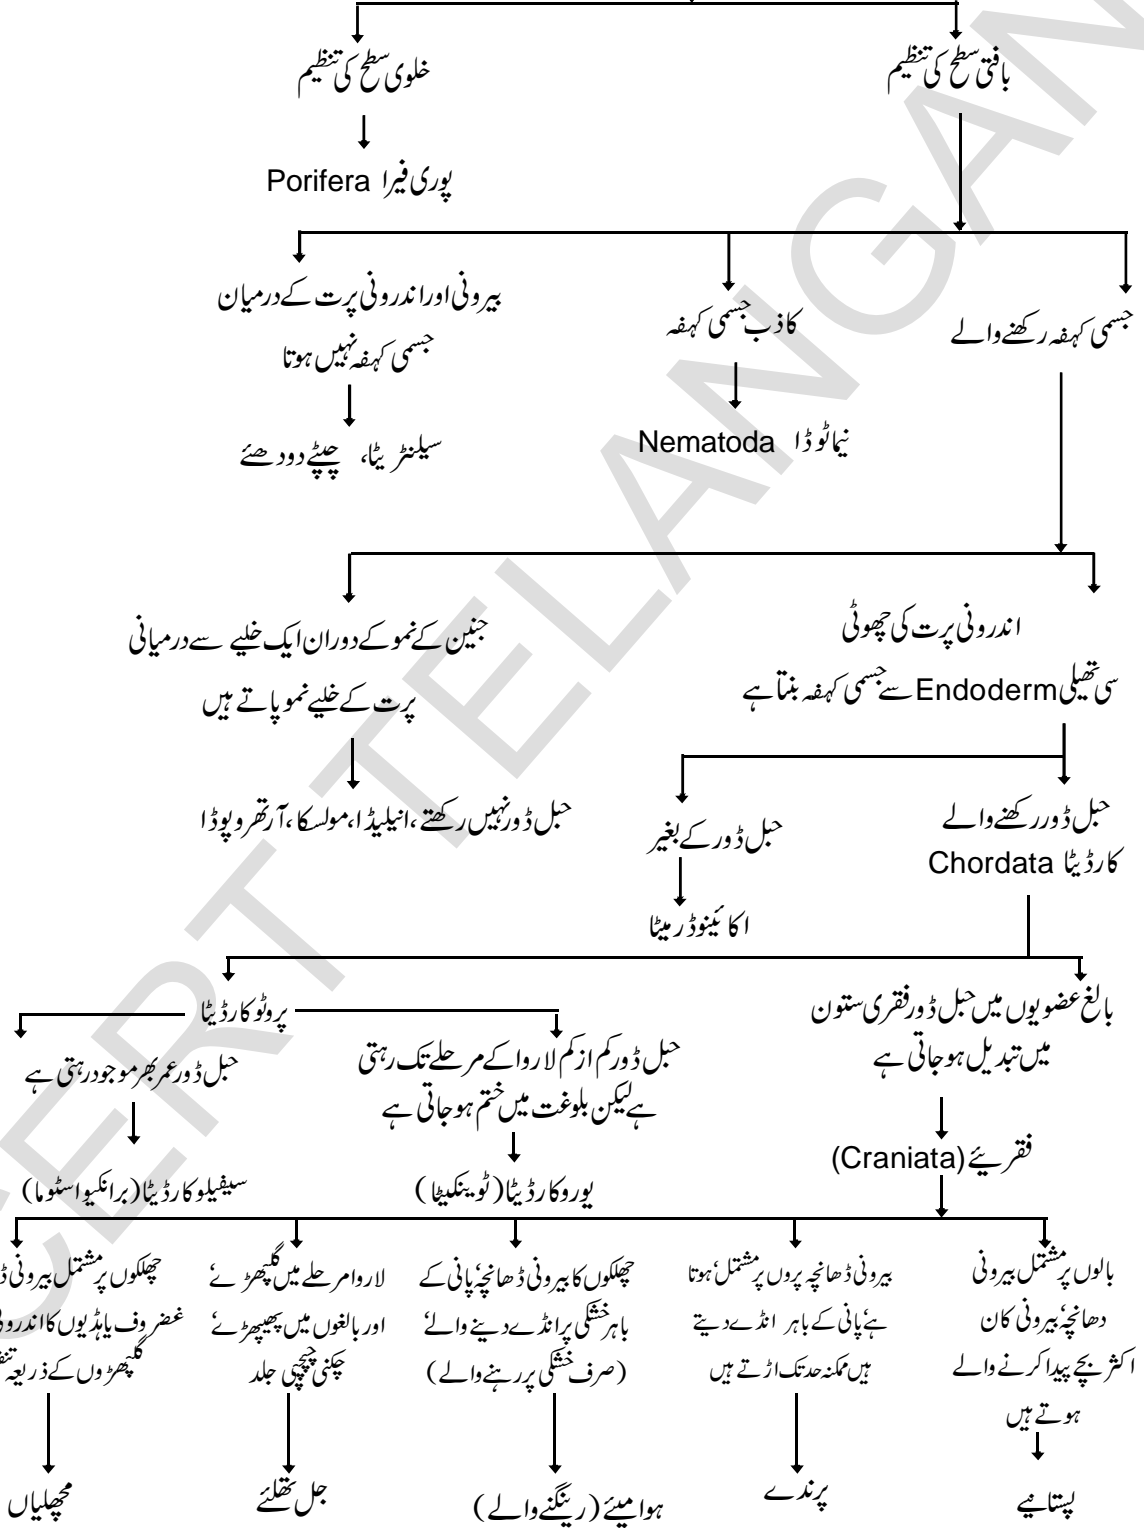 بافتی سطح کی تنظیم
خلوی سطح کی تنظیم
پوری فیرا Porifera
جسمی کہفہ رکھنے والے
کاذب جسمی کہفہ
بیرونی اور اندرونی پرت کے درمیان
جسمی کہفہ نہیں ہوتا
نیماٹوڈا Nematoda
سیلنٹریٹا، چپٹے دودھئے
اندرونی پرت کی چھوٹی
سی تھیلی Endoderm سے جسمی کہفہ بنتا ہے
جنین کے نمو کے دوران ایک خلیے سے درمیانی
پرت کے خلیے نمو پاتے ہیں
حبل ڈور رکھنے والے
کارڈیٹا Chordata
حبل ڈور کے بغیر
حبل ڈور نہیں رکھتے، انیلیڈا، مولسکا، آرتھروپوڈا
اکائینوڈرمیٹا
بالغ عضویوں میں حبل ڈور فقری ستون
میں تبدیل ہوجاتی ہے
پروٹوکارڈیٹا
حبل ڈور کم از کم لاروا کے مرحلے تک رہتی
ہے لیکن بلوغت میں ختم ہوجاتی ہے
حبل ڈور عمر بھر موجود رہتی ہے
فقریئے (Craniata)
یوروکارڈیٹا (ٹوینکیٹا)
سیفیلوکارڈیٹا (برانکیواسٹوما)
بالوں پر مشتمل بیرونی
دھانچہ، بیرونی کان
اکثر بچے پیدا کرنے والے
ہوتے ہیں
بیرونی ڈھانچہ پروں پر مشتمل، ہوتا
ہے، پانی کے باہر انڈے دیتے
ہیں ممکنہ حد تک اڑتے ہیں
چھلکوں کا بیرونی ڈھانچہ، پانی کے
باہر خشکی پر انڈے دینے والے،
(صرف خشکی پر رہنے والے)
لاروا مرحلے میں گلپھڑے،
اور بالغوں میں پھیپھڑے،
چکنی چپچپی جلد
چھلکوں پر مشتمل بیرونی
غضروف یا ہڈیوں کا
گلپھڑوں کے ذریعہ
پستانیے
پرندے
ہوامیئے (رینگنے والے)
جل تھلئے
مچھلیاں
CERT TELANGAN